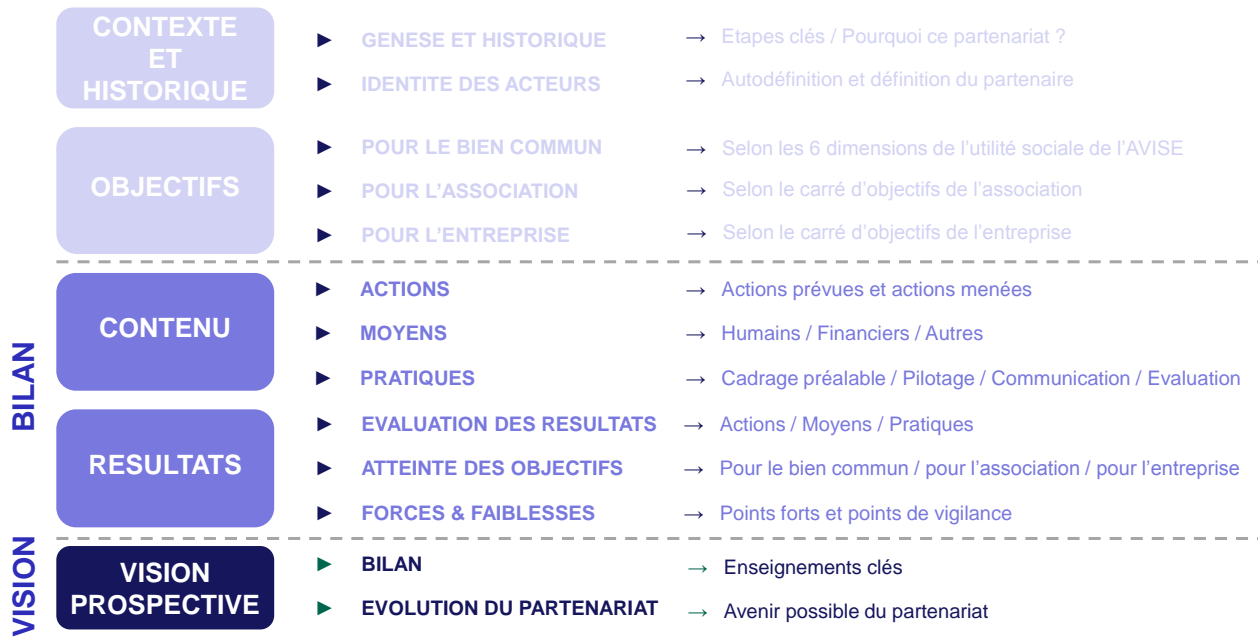 CONTEXTE
ET
HISTORIQUE
► GENESE ET HISTORIQUE → Etapes clés / Pourquoi ce partenariat ?
► IDENTITE DES ACTEURS → Autodéfinition et définition du partenaire
OBJECTIFS
► POUR LE BIEN COMMUN → Selon les 6 dimensions de l'utilité sociale de l'AVISE
► POUR L'ASSOCIATION → Selon le carré d'objectifs de l'association
► POUR L'ENTREPRISE → Selon le carré d'objectifs de l'entreprise
BILAN
CONTENU
► ACTIONS → Actions prévues et actions menées
► MOYENS → Humains / Financiers / Autres
► PRATIQUES → Cadrage préalable / Pilotage / Communication / Evaluation
RESULTATS
► EVALUATION DES RESULTATS → Actions / Moyens / Pratiques
► ATTEINTE DES OBJECTIFS → Pour le bien commun / pour l'association / pour l'entreprise
► FORCES & FAIBLESSES → Points forts et points de vigilance
VISION
VISION
PROSPECTIVE
► BILAN → Enseignements clés
► EVOLUTION DU PARTENARIAT → Avenir possible du partenariat